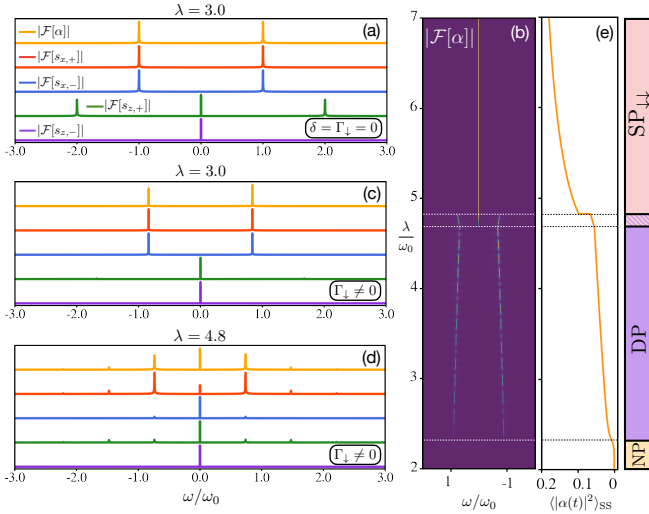 λ = 3.0
(a)
|F[α]|
|F[s_{x,+}]|
|F[s_{x,-}]|
|F[s_{z,+}]|
|F[s_{z,-}]|
δ = Γ↓ = 0
-3.0 -2.0 -1.0 0.0 1.0 2.0 3.0
λ = 3.0
(c)
Γ↓ ≠ 0
-3.0 -2.0 -1.0 0.0 1.0 2.0 3.0
λ = 4.8
(d)
Γ↓ ≠ 0
-3.0 -2.0 -1.0 0.0 1.0 2.0 3.0
ω/ω₀
|F[α]| (b)
7
6
5
λ/ω₀
4
3
2
1 -1
ω/ω₀
(e)
0.2 0.1 0
⟨|α(t)|²⟩_SS
SP↓↓
DP
NP